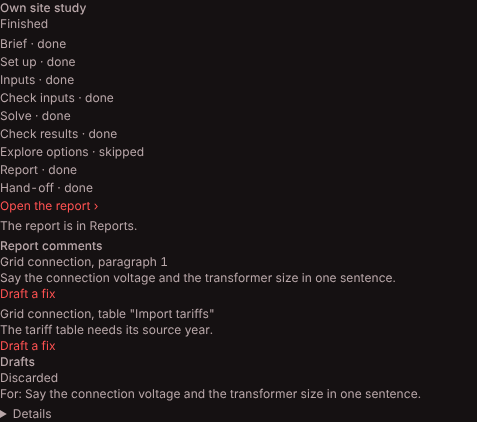 Own site study
Finished
Brief · done
Set up · done
Inputs · done
Check inputs · done
Solve · done
Check results · done
Explore options · skipped
Report · done
Hand-off · done
Open the report ›
The report is in Reports.
Report comments
Grid connection, paragraph 1
Say the connection voltage and the transformer size in one sentence.
Draft a fix
Grid connection, table "Import tariffs"
The tariff table needs its source year.
Draft a fix
Drafts
Discarded
For: Say the connection voltage and the transformer size in one sentence.
Details